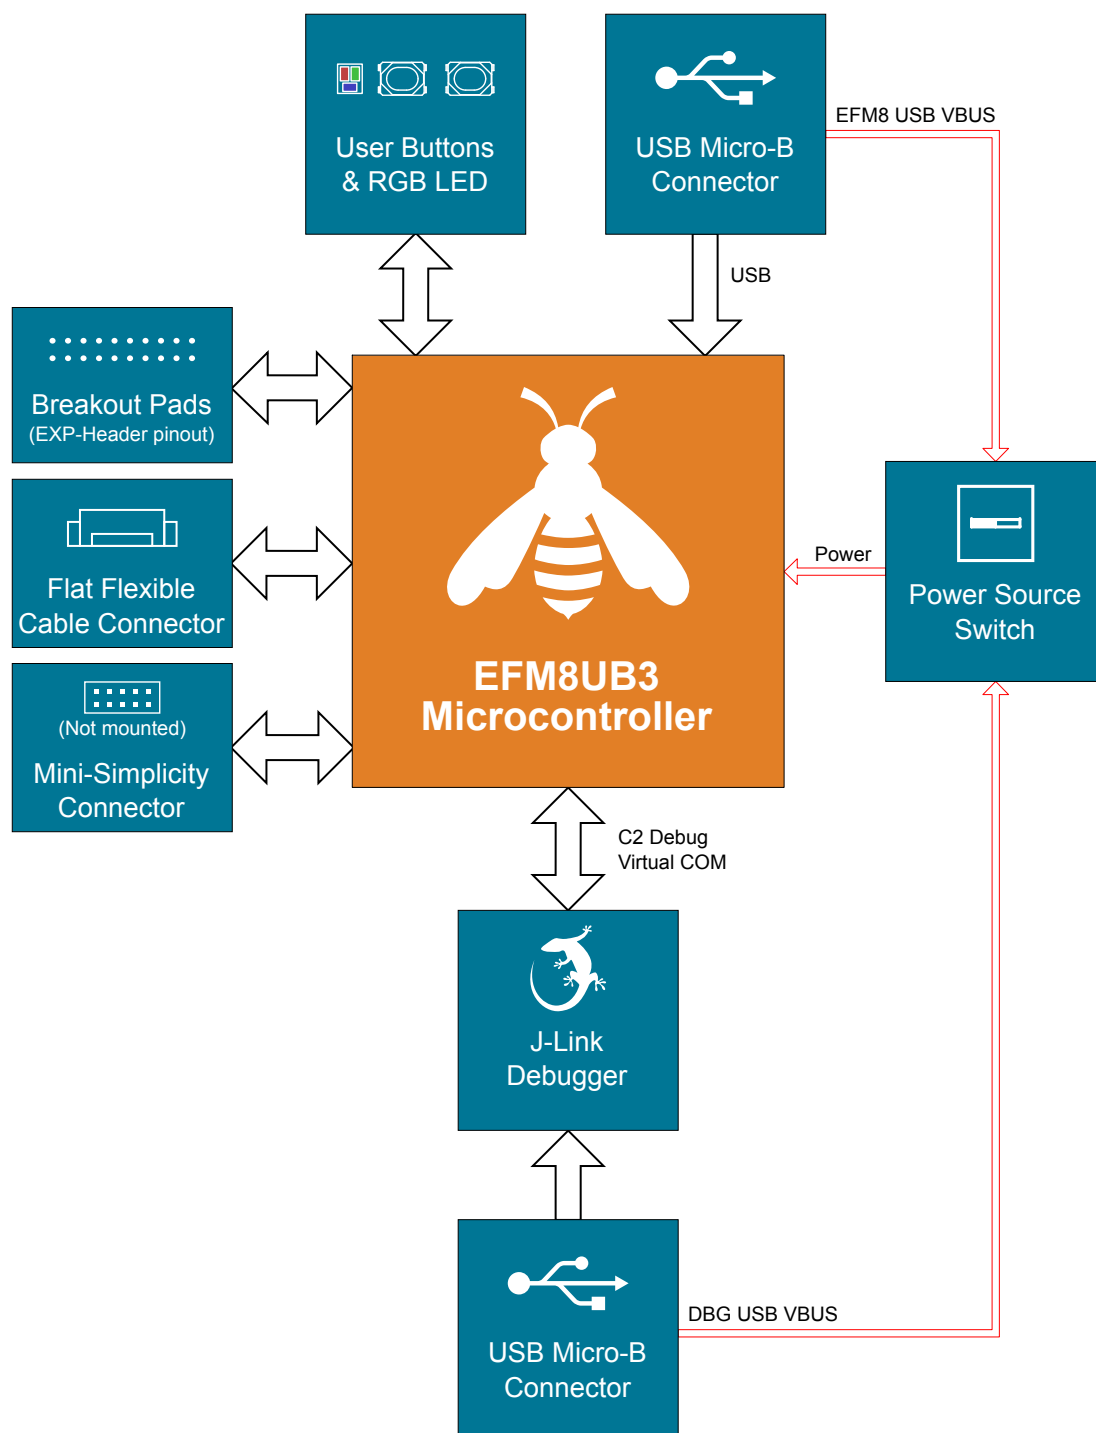 User Buttons
& RGB LED
USB Micro-B
Connector
EFM8 USB VBUS
USB
Breakout Pads
(EXP-Header pinout)
Flat Flexible
Cable Connector
(Not mounted)
Mini-Simplicity
Connector
EFM8UB3
Microcontroller
Power
Power Source
Switch
C2 Debug
Virtual COM
J-Link
Debugger
USB Micro-B
Connector
DBG USB VBUS